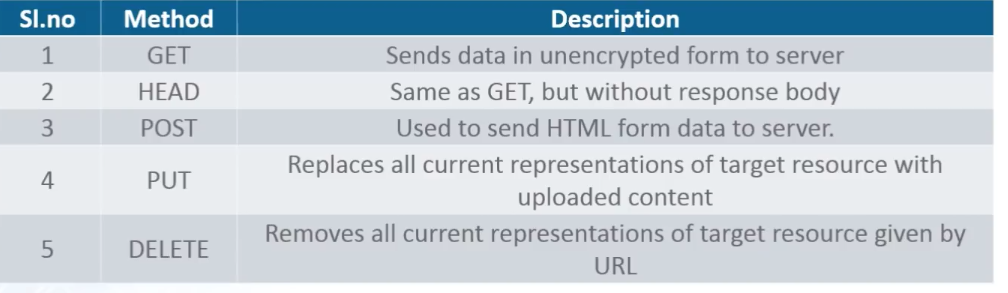 Sl.no Method Description
1 GET Sends data in unencrypted form to server
2 HEAD Same as GET, but without response body
3 POST Used to send HTML form data to server.
4 PUT Replaces all current representations of target resource with
uploaded content
5 DELETE Removes all current representations of target resource given by
URL